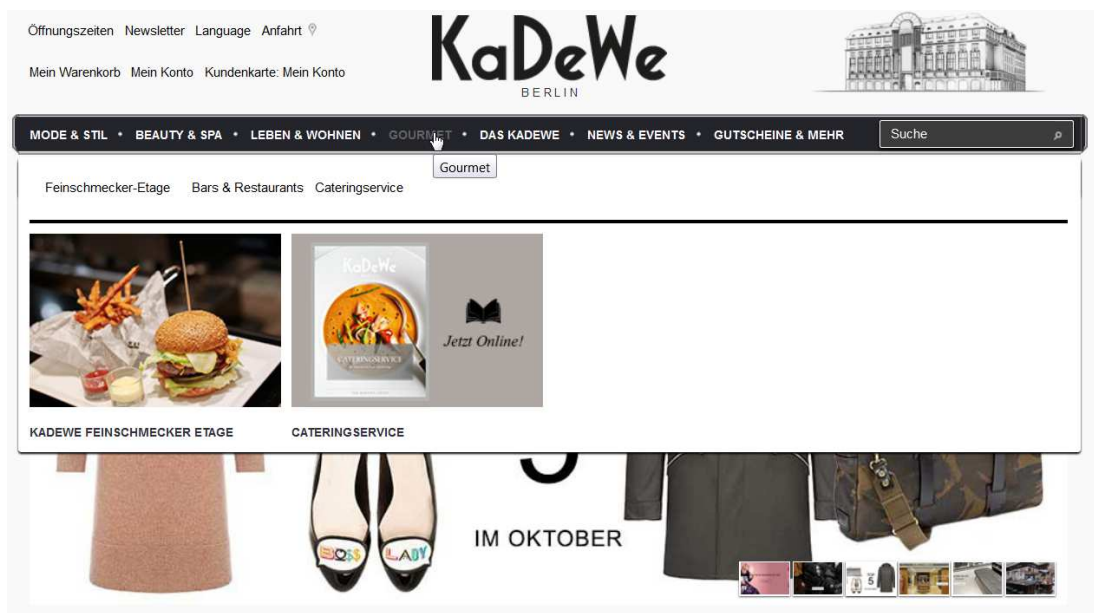 Öffnungszeiten Newsletter Language Anfahrt
Mein Warenkorb Mein Konto Kundenkarte: Mein Konto
KaDeWe
BERLIN
MODE & STIL • BEAUTY & SPA • LEBEN & WOHNEN • GOURMET • DAS KADEWE • NEWS & EVENTS • GUTSCHEINE & MEHR
Suche
Gourmet
Feinschmecker-Etage Bars & Restaurants Cateringservice
KaDeWe
CATERINGSERVICE
Jetzt Online!
KADEWE FEINSCHMECKER ETAGE
CATERINGSERVICE
BOSS LADY
IM OKTOBER
5